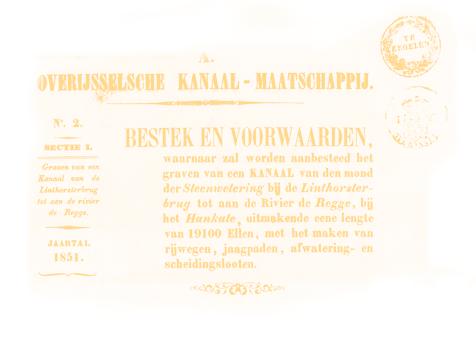 A.
OVERIJSSELSCHE KANAAL-MAATSCHAPPIJ.
TE
ZEGELEN
N°. 2.
SECTIE I.
Graven van een
Kanaal van de
Linthorsterbrug
tot aan de rivier
de Regge.
JAARTAL
1851.
BESTEK EN VOORWAARDEN,
waarnaar zal worden aanbesteed het
graven van een KANAAL van den mond
der Steenwetering bij de Linthorster-
brug tot aan de Rivier de Regge, bij
het Hankate, uitmakende eene lengte
van 19100 Ellen, met het maken van
rijwegen, jaagpaden, afwatering- en
scheidingslooten.